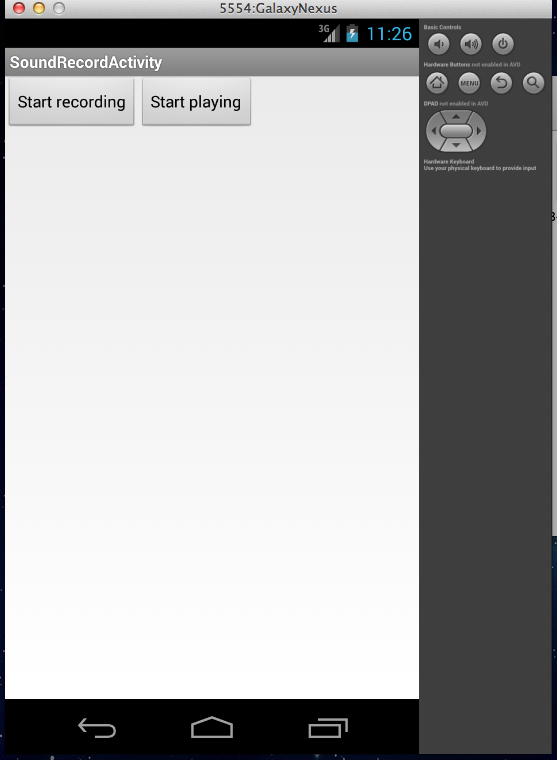 5554:GalaxyNexus
3G 11:26
SoundRecordActivity
Start recording Start playing
Basic Controls
Hardware Buttons not enabled in AVD
MENU
DPAD not enabled in AVD
Hardware Keyboard
Use your physical keyboard to provide input